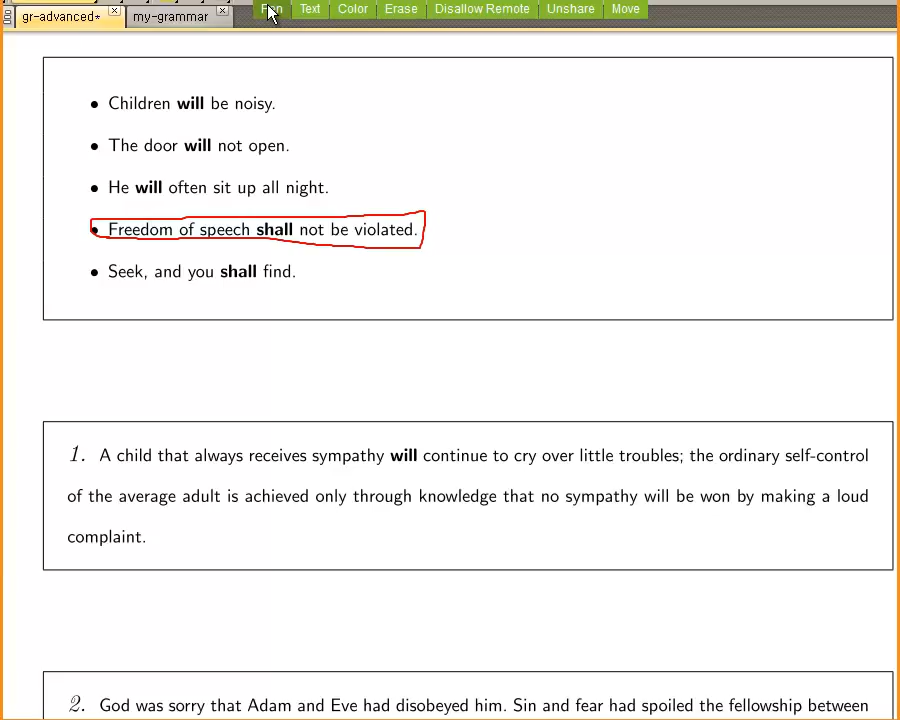 Pen Text Color Erase Disallow Remote Unshare Move
gr-advanced* my-grammar
• Children will be noisy.
• The door will not open.
• He will often sit up all night.
• Freedom of speech shall not be violated.
• Seek, and you shall find.
1. A child that always receives sympathy will continue to cry over little troubles; the ordinary self-control
of the average adult is achieved only through knowledge that no sympathy will be won by making a loud
complaint.
2. God was sorry that Adam and Eve had disobeyed him. Sin and fear had spoiled the fellowship between